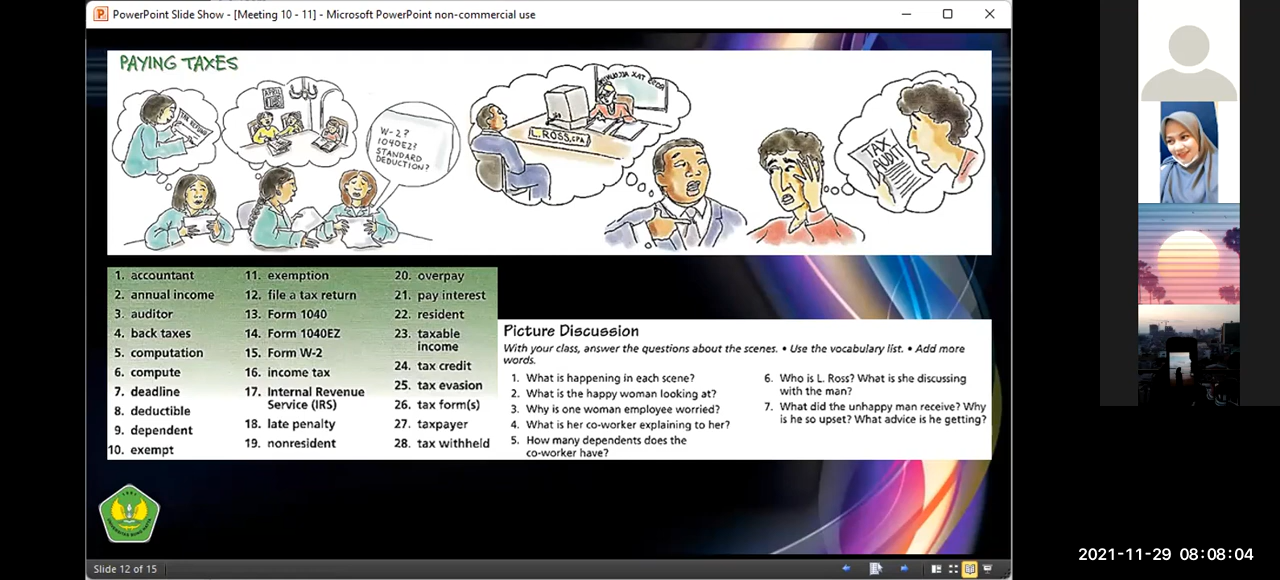 PowerPoint Slide Show - [Meeting 10 - 11] - Microsoft PowerPoint non-commercial use
PAYING TAXES
APRIL
15
W-2?
1040EZ?
STANDARD
DEDUCTION?
L. ROSS, CPA
TAX
AUDIT
1. accountant
2. annual income
3. auditor
4. back taxes
5. computation
6. compute
7. deadline
8. deductible
9. dependent
10. exempt
11. exemption
12. file a tax return
13. Form 1040
14. Form 1040EZ
15. Form W-2
16. income tax
17. Internal Revenue
Service (IRS)
18. late penalty
19. nonresident
20. overpay
21. pay interest
22. resident
23. taxable
income
24. tax credit
25. tax evasion
26. tax form(s)
27. taxpayer
28. tax withheld
Picture Discussion
With your class, answer the questions about the scenes. • Use the vocabulary list. • Add more
words.
1. What is happening in each scene?
2. What is the happy woman looking at?
3. Why is one woman employee worried?
4. What is her co-worker explaining to her?
5. How many dependents does the
co-worker have?
6. Who is L. Ross? What is she discussing
with the man?
7. What did the unhappy man receive? Why
is he so upset? What advice is he getting?
Slide 12 of 15
2021-11-29 08:08:04